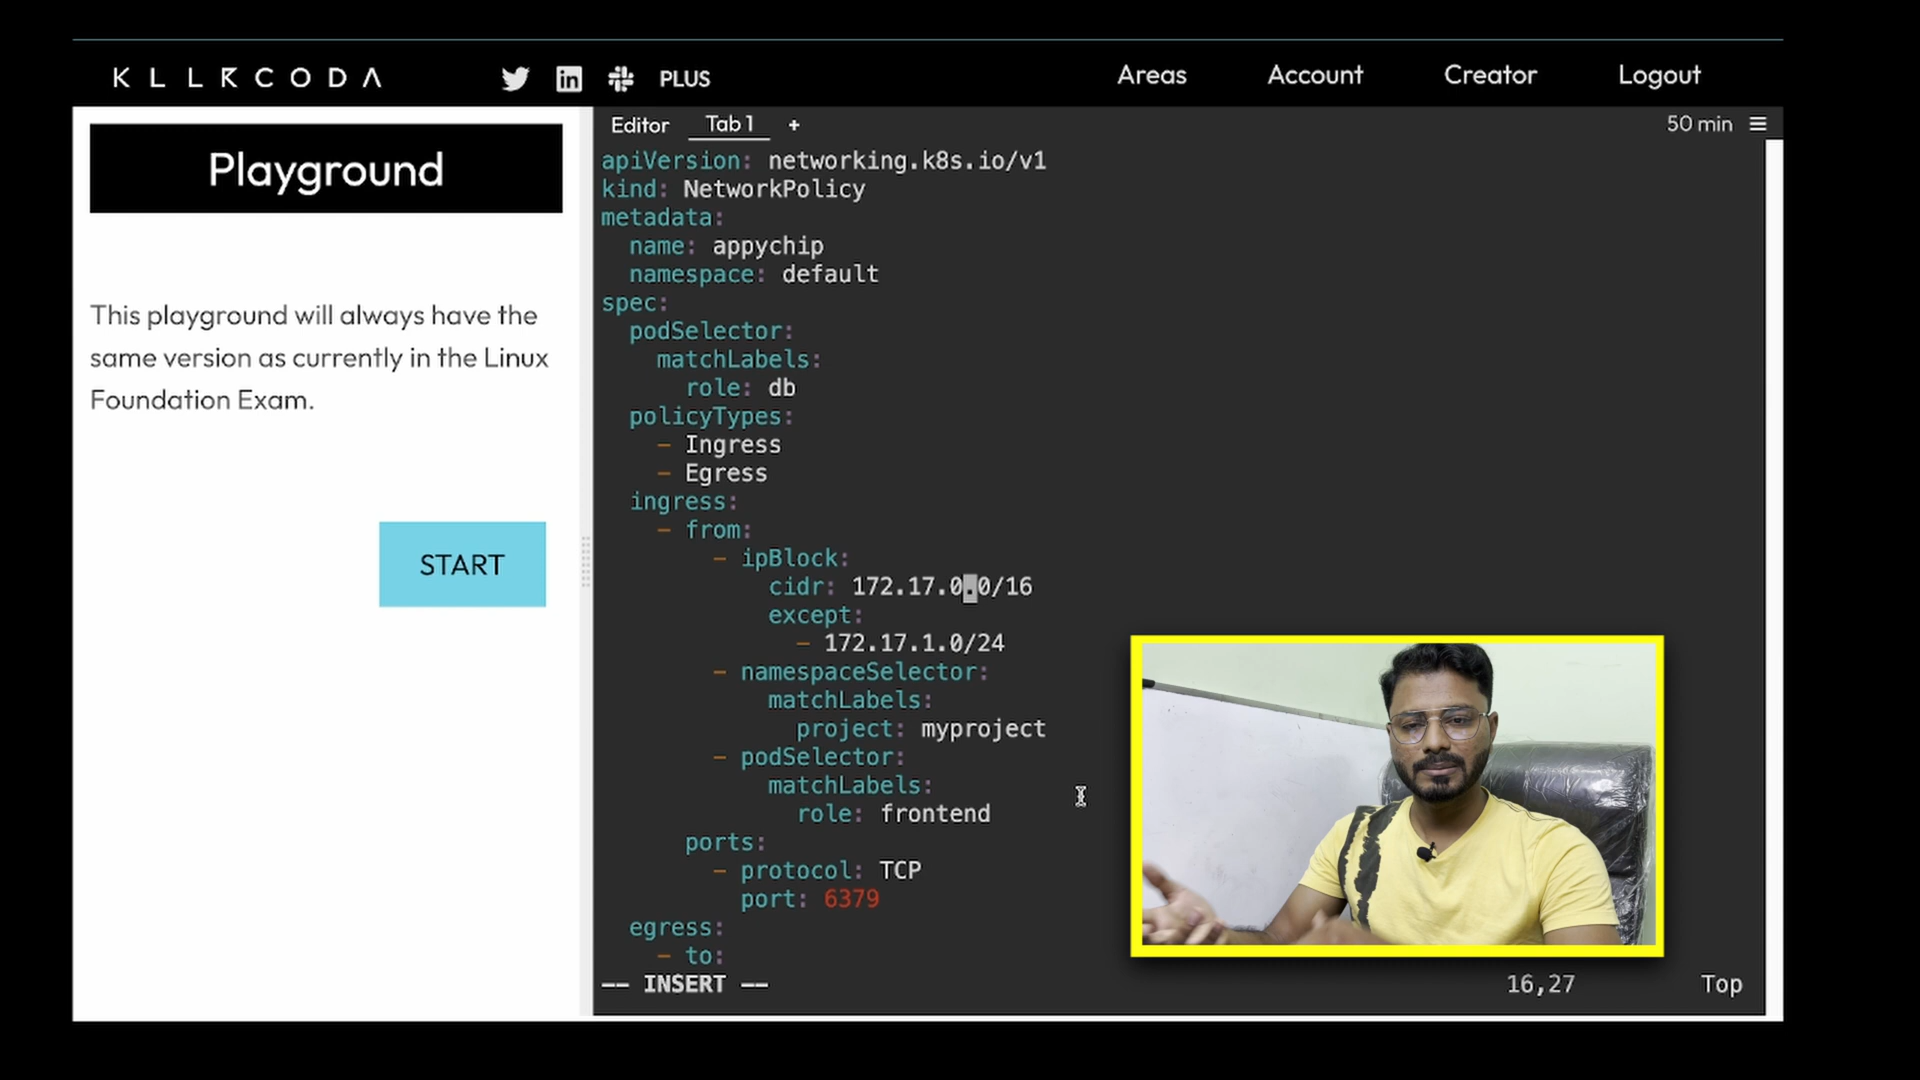 KLLRCODA
PLUS
Areas
Account
Creator
Logout
Playground
This playground will always have the
same version as currently in the Linux
Foundation Exam.
START
Editor
Tab 1
+
50 min
apiVersion: networking.k8s.io/v1
kind: NetworkPolicy
metadata:
  name: appychip
  namespace: default
spec:
  podSelector:
    matchLabels:
      role: db
  policyTypes:
    - Ingress
    - Egress
  ingress:
    - from:
        - ipBlock:
            cidr: 172.17.0.0/16
            except:
              - 172.17.1.0/24
        - namespaceSelector:
            matchLabels:
              project: myproject
        - podSelector:
            matchLabels:
              role: frontend
      ports:
        - protocol: TCP
          port: 6379
  egress:
    - to:
-- INSERT --
16,27
Top